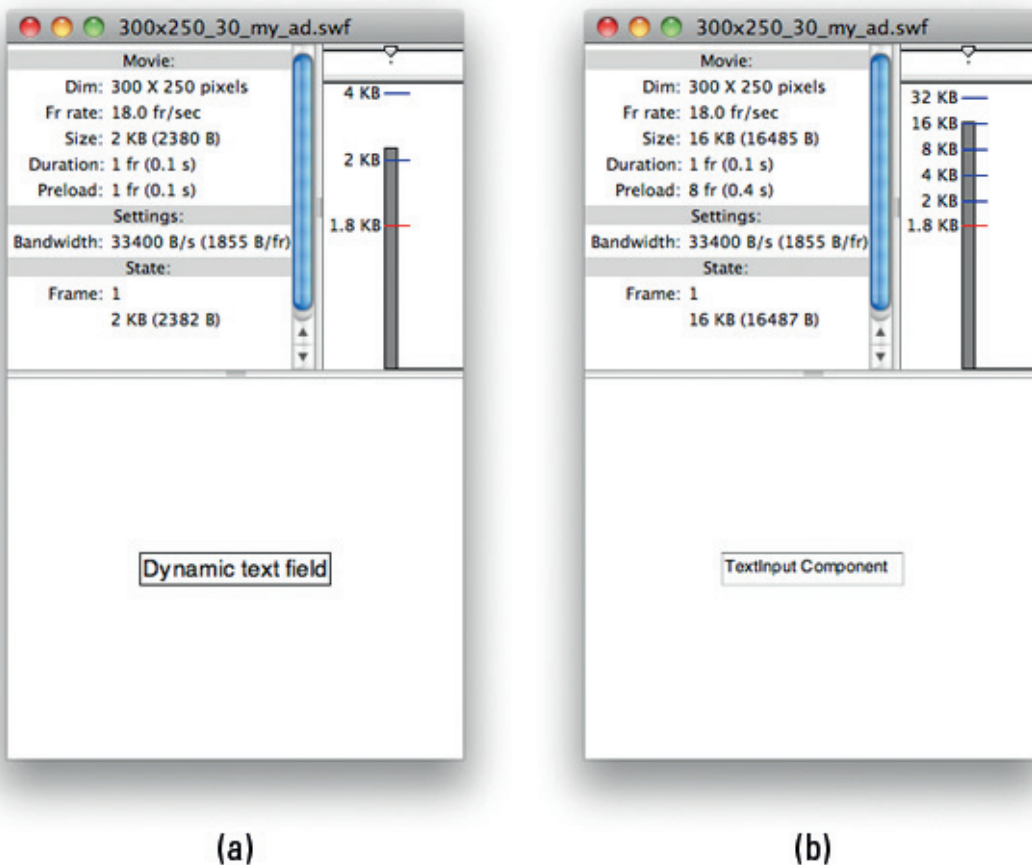 300x250_30_my_ad.swf
Movie:
Dim: 300 X 250 pixels
Fr rate: 18.0 fr/sec
Size: 2 KB (2380 B)
Duration: 1 fr (0.1 s)
Preload: 1 fr (0.1 s)
Settings:
Bandwidth: 33400 B/s (1855 B/fr)
State:
Frame: 1
2 KB (2382 B)
4 KB
2 KB
1.8 KB
Dynamic text field
(a)
300x250_30_my_ad.swf
Movie:
Dim: 300 X 250 pixels
Fr rate: 18.0 fr/sec
Size: 16 KB (16485 B)
Duration: 1 fr (0.1 s)
Preload: 8 fr (0.4 s)
Settings:
Bandwidth: 33400 B/s (1855 B/fr)
State:
Frame: 1
16 KB (16487 B)
32 KB
16 KB
8 KB
4 KB
2 KB
1.8 KB
TextInput Component
(b)